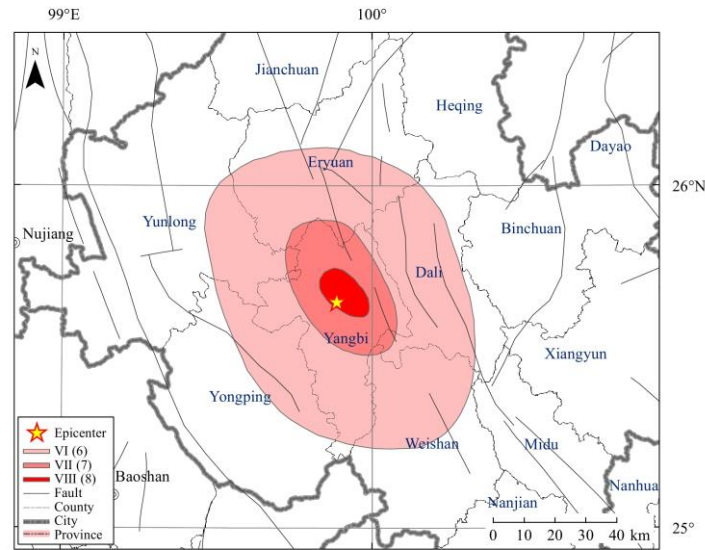 99°E 100°
N
Jianchuan
Heqing
Dayao
Eryuan
26°N
Yunlong
Binchuan
Nujiang
Dali
Yangbi
Xiangyun
Yongping
Epicenter
VI (6)
VII (7)
VIII (8)
Fault
County
City
Province
Weishan
Midu
Baoshan
Nanhua
Nanjian
25°
0 10 20 30 40 km